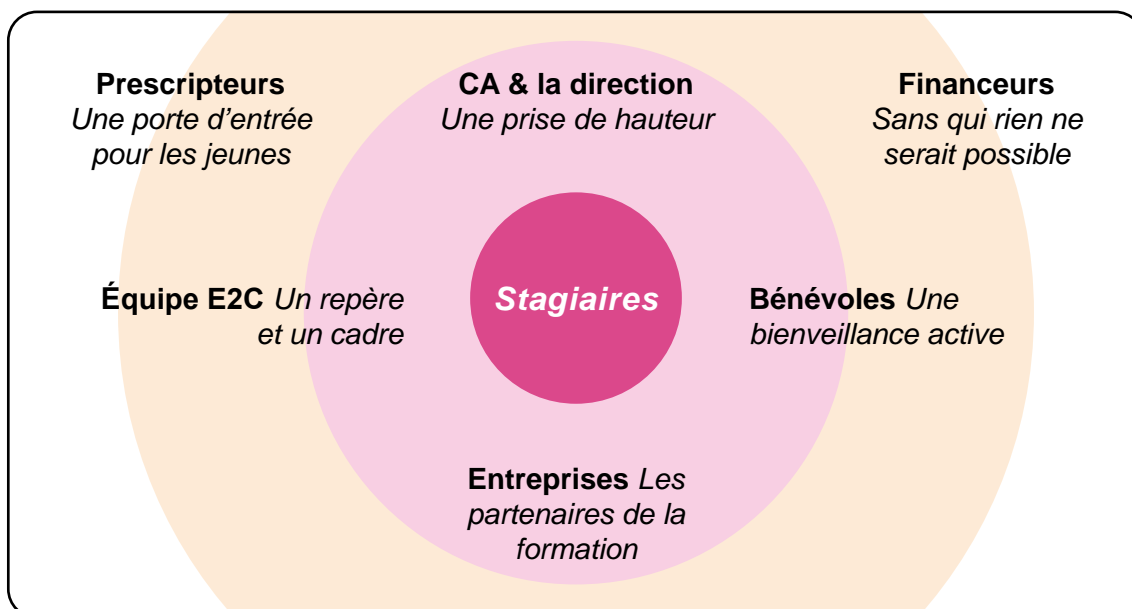 Prescripteurs
Une porte d’entrée
pour les jeunes
CA & la direction
Une prise de hauteur
Financeurs
Sans qui rien ne
serait possible
Équipe E2C Un repère
et un cadre
Stagiaires
Bénévoles Une
bienveillance active
Entreprises Les
partenaires de la
formation